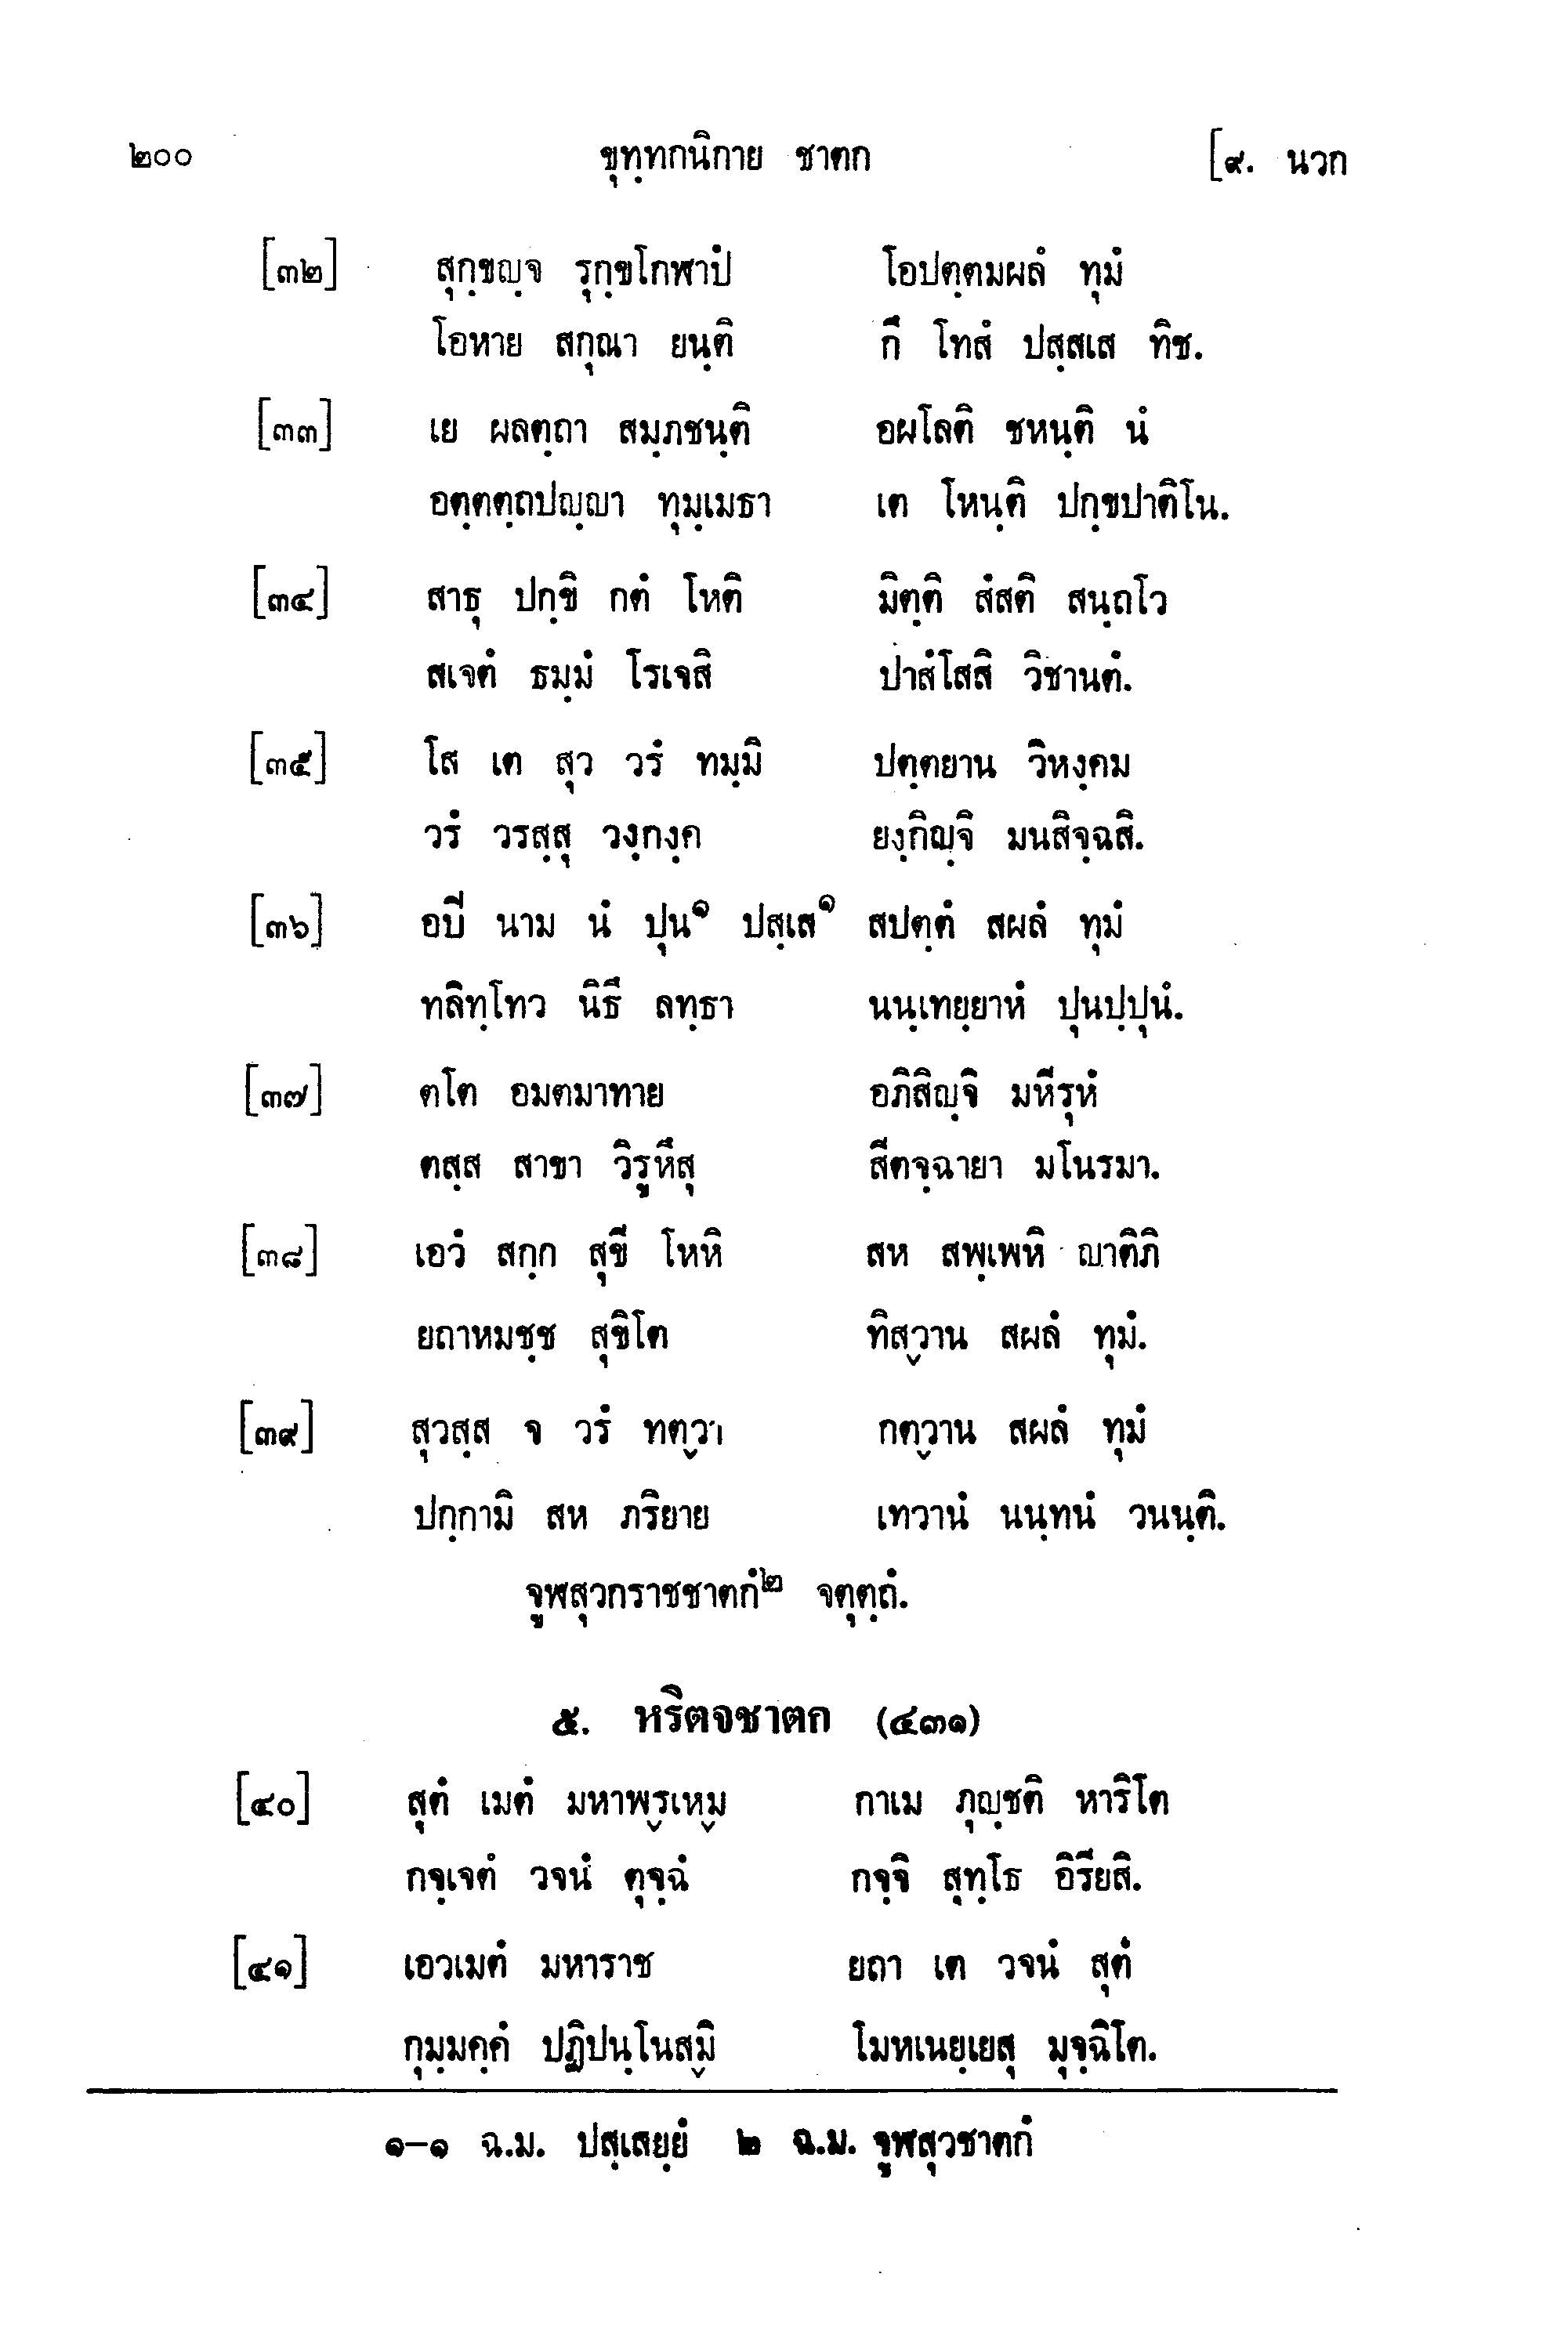 ๒๐๐ ขุทฺทกนิกาย ชาตก [๙. นวก
[๓๒] สุกฺขญฺจ รุกฺขโกฬาปํ โอปตฺตมผลํ ทุมํ
โอหาย สกุณา ยนฺติ กึ โทสํ ปสฺสเส ทิช.
[๓๓] เย ผลตฺถา สมฺภชนฺติ อผโลติ ชหนฺติ นํ
อตฺตตฺถปญฺญา ทุมฺเมธา เต โหนฺติ ปกฺขปาติโน.
[๓๔] สาธุ ปกฺขิ กตํ โหติ มิตฺติ สํสติ สนฺถโว
สเจตํ ธมฺมํ โรเจสิ ปาสํโสสิ วิชานตํ.
[๓๕] โส เต สุว วรํ ทมฺมิ ปตฺตยาน วิหงฺคม
วรํ วรสฺสุ วงฺกงฺค ยงฺกิญฺจิ มนสิจฺฉสิ.
[๓๖] อปิ นาม นํ ปุน๑ ปสฺเส๑ สปตฺตํ สผลํ ทุมํ
ทลิทฺโทว นิธึ ลทฺธา นนฺเทยฺยาหํ ปุนปฺปุนํ.
[๓๗] ตโต อมตมาทาย อภิสิญฺจิ มหีรุหํ
ตสฺส สาขา วิรูหึสุ สีตจฺฉายา มโนรมา.
[๓๘] เอวํ สกฺก สุขี โหหิ สห สพฺเพหิ ญาติภิ
ยถาหมชฺช สุขิโต ทิสฺวาน สผลํ ทุมํ.
[๓๙] สุวสฺส จ วรํ ทตฺวา กตฺวาน สผลํ ทุมํ
ปกฺกามิ สห ภริยาย เทวานํ นนฺทนํ วนนฺติ.
จูฬสุวกราชชาตกํ๒ จตุตฺถํ.
๕. หริตจชาตก (๔๓๑)
[๔๐] สุตํ เมตํ มหาพฺรเหฺม กาเม ภุญฺชติ หาริโต
กจฺเจตํ วจนํ ตุจฺฉํ กจฺจิ สุทฺโธ อิรียสิ.
[๔๑] เอวเมตํ มหาราช ยถา เต วจนํ สุตํ
กุมฺมคฺคํ ปฏิปนฺโนสฺมิ โมหเนยฺเยสุ มุจฺฉิโต.
๑-๑ ฉ.ม. ปสฺเสยฺยํ ๒ ฉ.ม. จูฬสุวชาตกํ